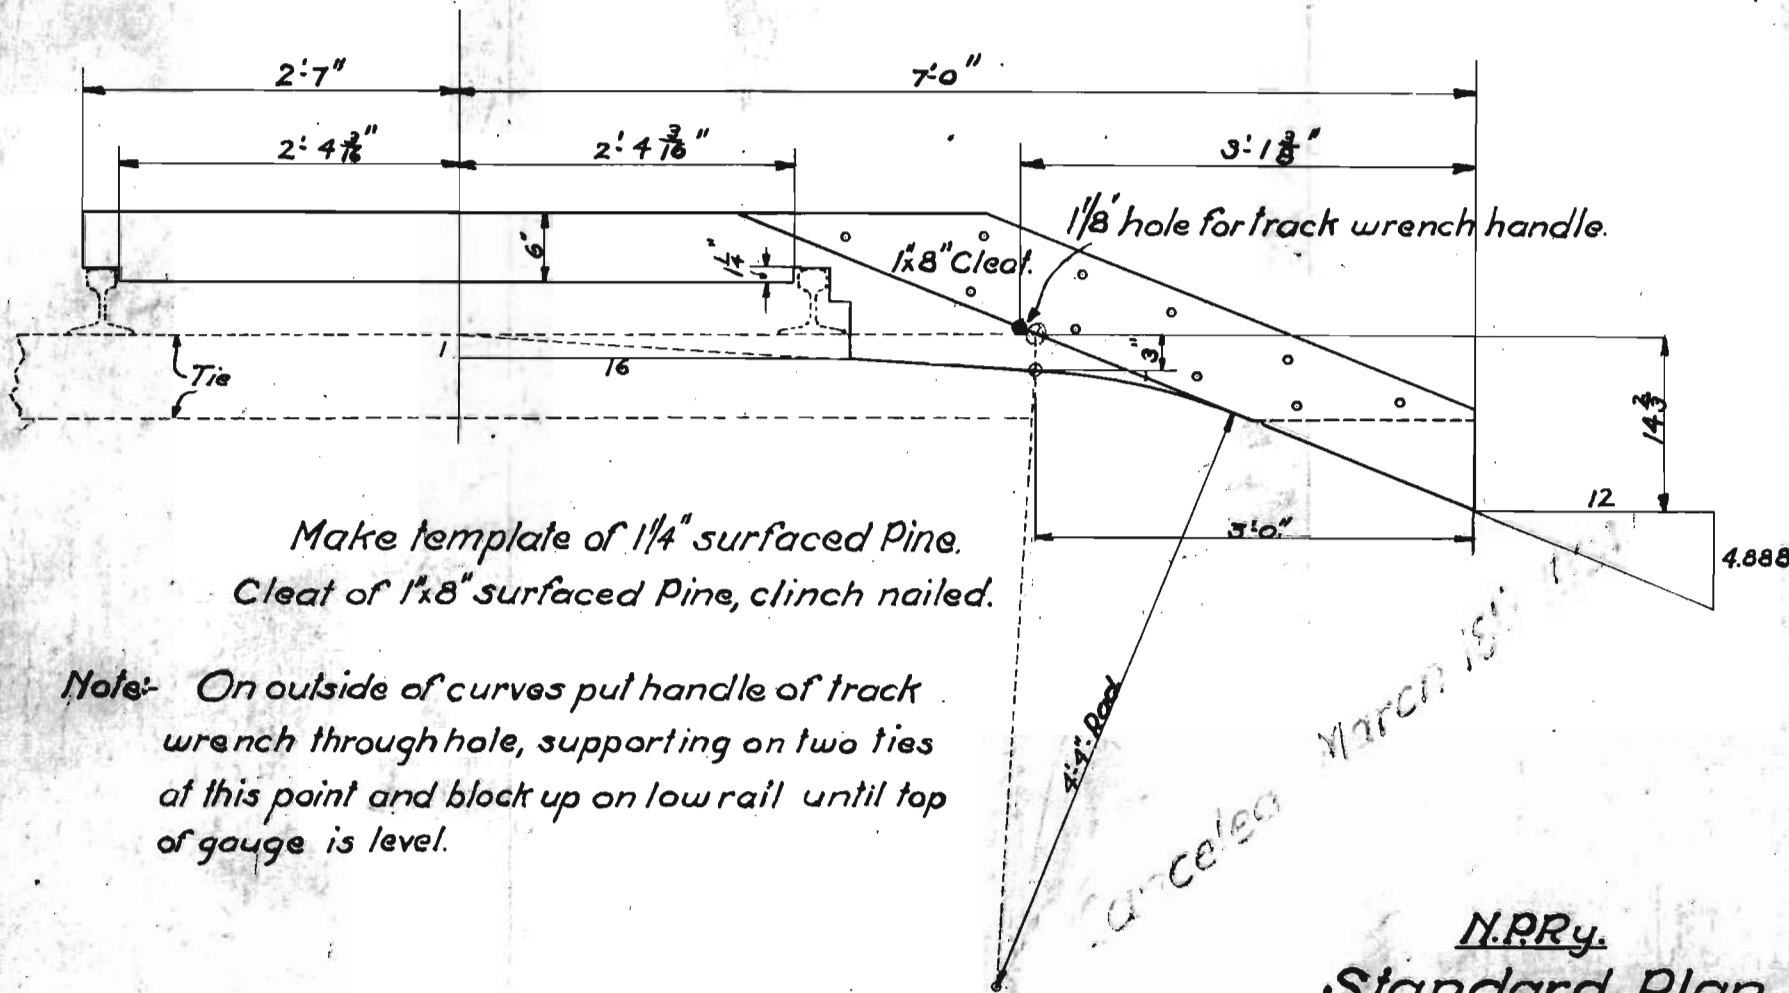 2'-7"
7'-0"
2'-4 3/16"
2'-4 3/16"
3'-1 3/8"
1 1/8" hole for track wrench handle.
6"
1 1/4"
1"x8" Cleat.
3"
1
16
Tie
14 2/3
12
3'-0"
4.888
Make template of 1 1/4" surfaced Pine.
Cleat of 1"x8" surfaced Pine, clinch nailed.
Note:- On outside of curves put handle of track
wrench through hole, supporting on two ties
at this point and block up on low rail until top
of gauge is level.
4'-4" Rad.
March
N.P.Ry.
Standard Plan